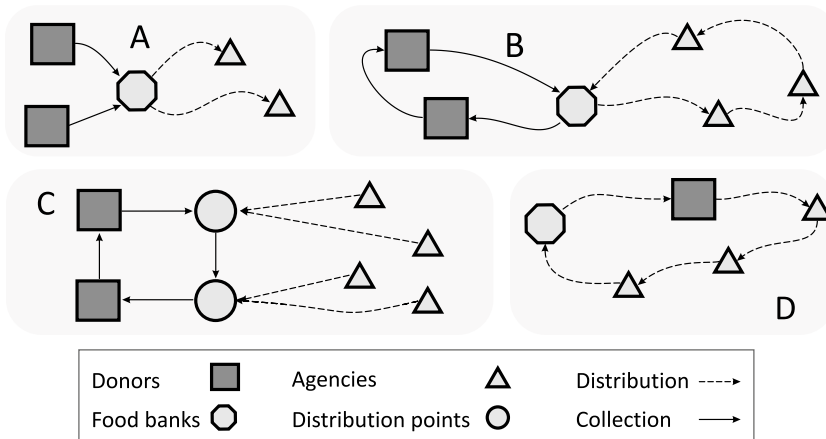 A
B
C
D
Donors
Agencies
Distribution
Food banks
Distribution points
Collection